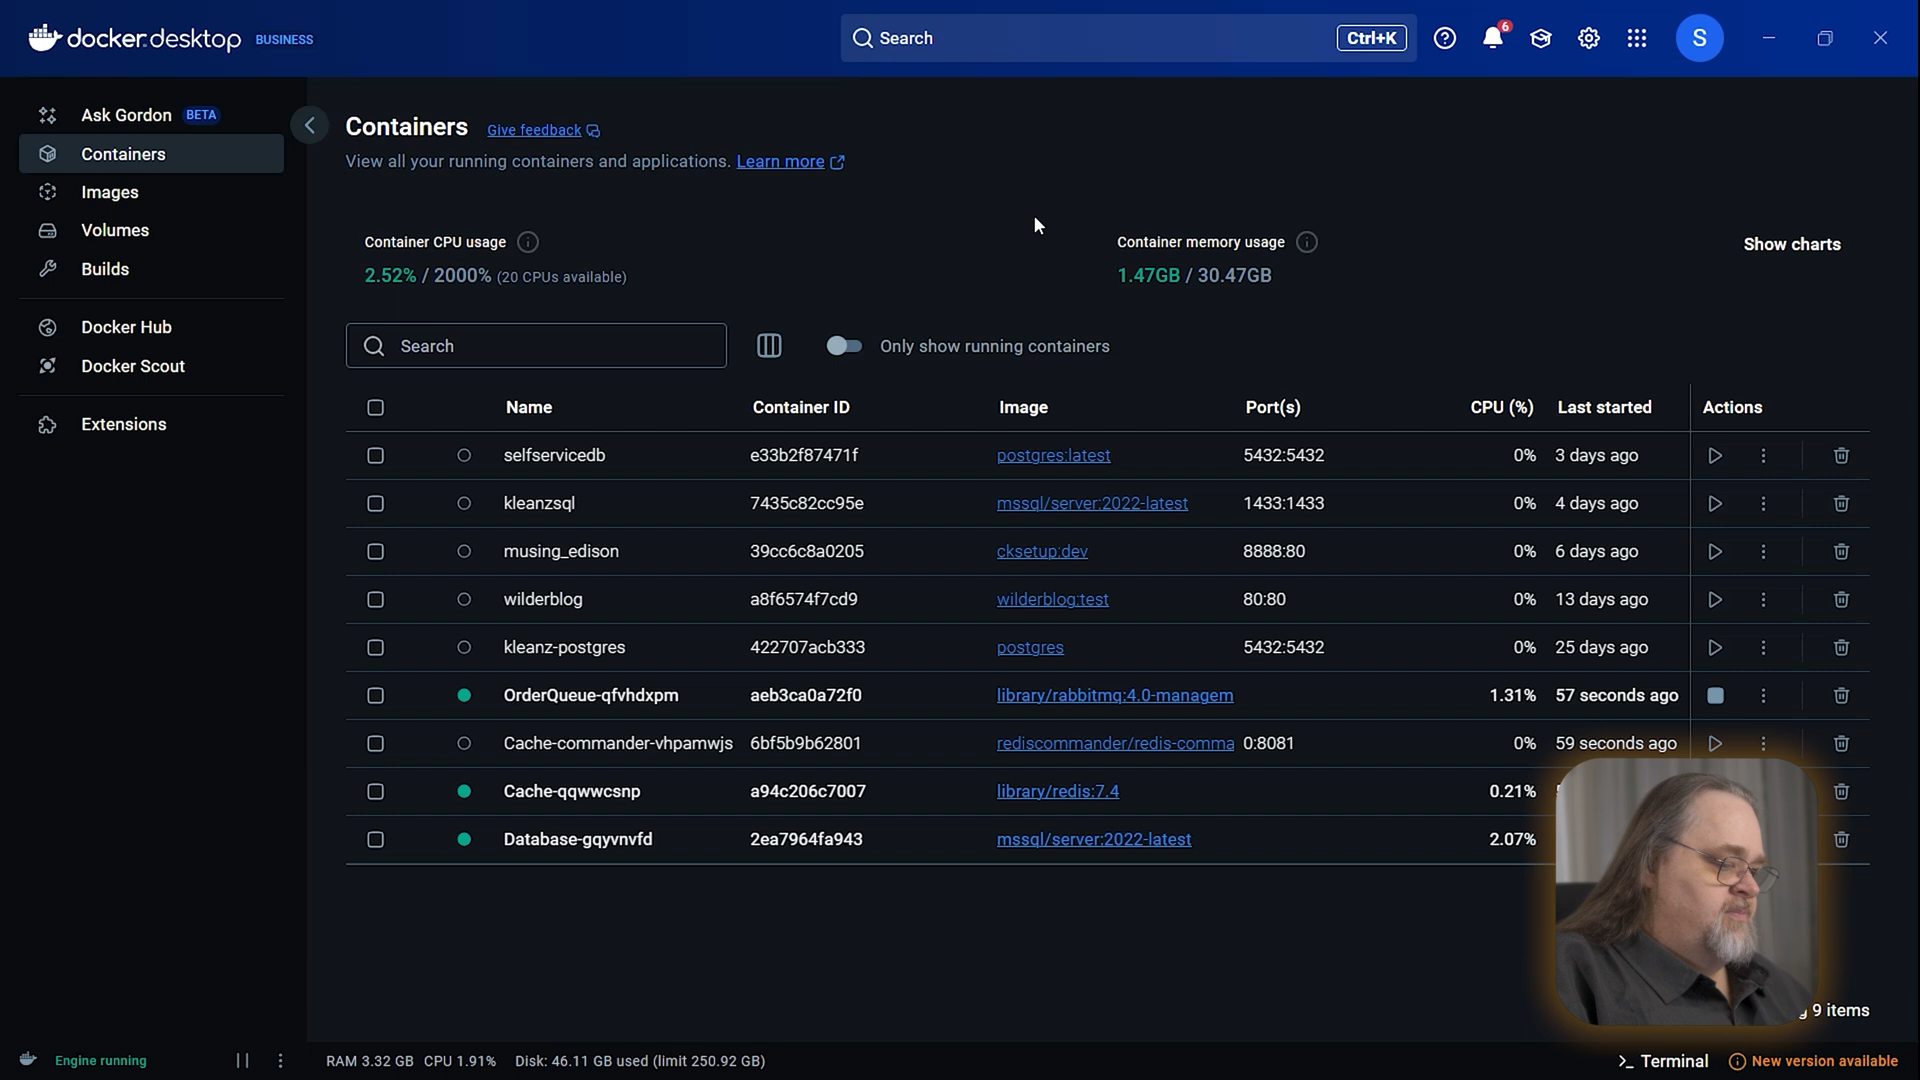 docker desktop BUSINESS
Search Ctrl+K
6
S
Ask Gordon BETA
Containers
Images
Volumes
Builds
Docker Hub
Docker Scout
Extensions
Containers Give feedback
View all your running containers and applications. Learn more
Container CPU usage
2.52% / 2000% (20 CPUs available)
Container memory usage
1.47GB / 30.47GB
Show charts
Search
Only show running containers
Name Container ID Image Port(s) CPU (%) Last started Actions
selfservicedb e33b2f87471f postgres:latest 5432:5432 0% 3 days ago
kleanzsql 7435c82cc95e mssql/server:2022-latest 1433:1433 0% 4 days ago
musing_edison 39cc6c8a0205 cksetup:dev 8888:80 0% 6 days ago
wilderblog a8f6574f7cd9 wilderblog:test 80:80 0% 13 days ago
kleanz-postgres 422707acb333 postgres 5432:5432 0% 25 days ago
OrderQueue-qfvhdxpm aeb3ca0a72f0 library/rabbitmq:4.0-managem 1.31% 57 seconds ago
Cache-commander-vhpamwjs 6bf5b9b62801 rediscommander/redis-comma 0:8081 0% 59 seconds ago
Cache-qqwwcsnp a94c206c7007 library/redis:7.4 0.21%
Database-gqyvnvfd 2ea7964fa943 mssql/server:2022-latest 2.07%
9 items
Engine running
RAM 3.32 GB CPU 1.91% Disk: 46.11 GB used (limit 250.92 GB)
>_ Terminal
New version available